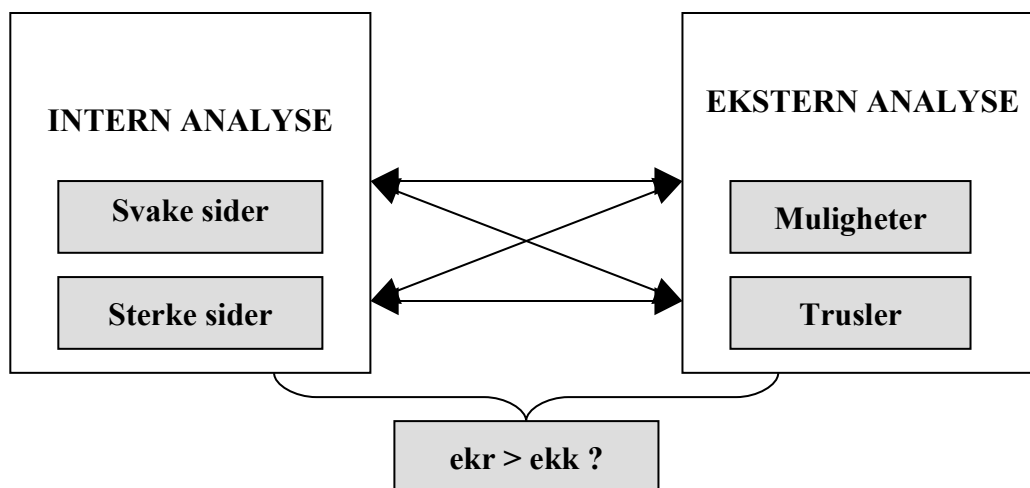 INTERN ANALYSE
Svake sider
Sterke sider
EKSTERN ANALYSE
Muligheter
Trusler
ekr > ekk ?